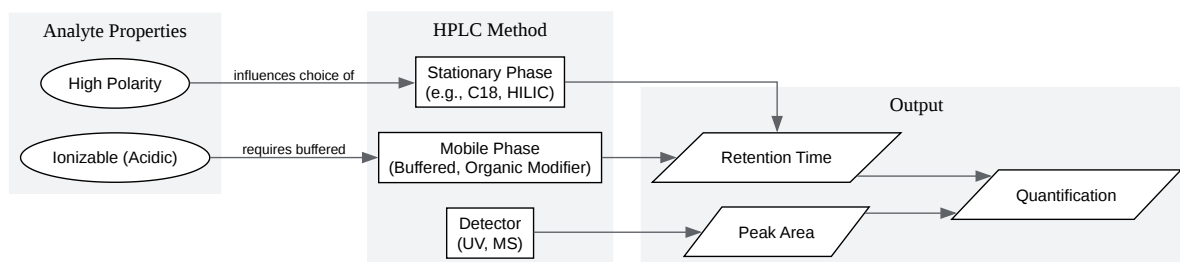 Analyte Properties
High Polarity
Ionizable (Acidic)
influences choice of
requires buffered
HPLC Method
Stationary Phase
(e.g., C18, HILIC)
Mobile Phase
(Buffered, Organic Modifier)
Detector
(UV, MS)
Output
Retention Time
Peak Area
Quantification